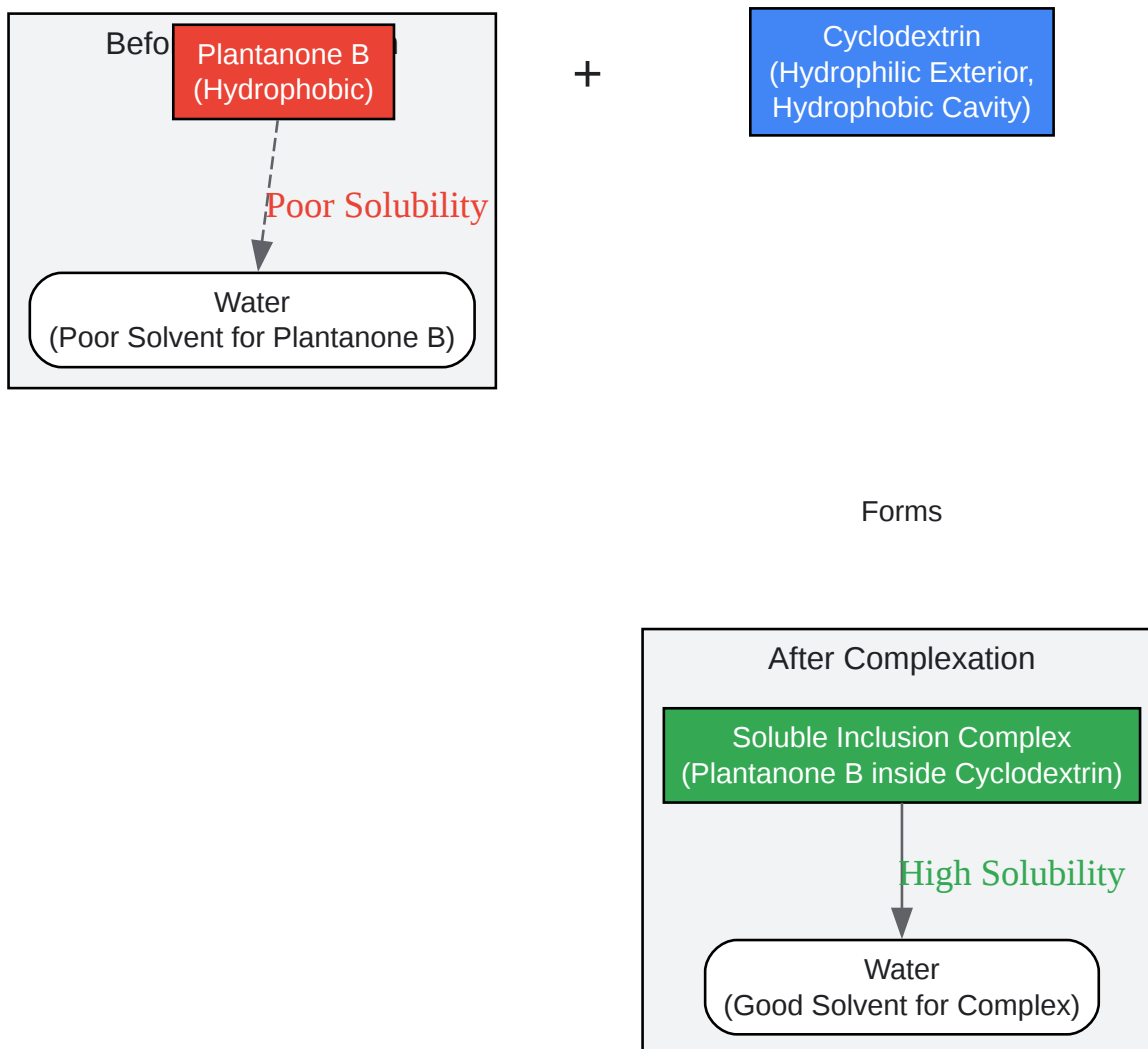 Befo
n
Plantanone B
(Hydrophobic)
+
Cyclodextrin
(Hydrophilic Exterior,
Hydrophobic Cavity)
Poor Solubility
Water
(Poor Solvent for Plantanone B)
Forms
After Complexation
Soluble Inclusion Complex
(Plantanone B inside Cyclodextrin)
High Solubility
Water
(Good Solvent for Complex)